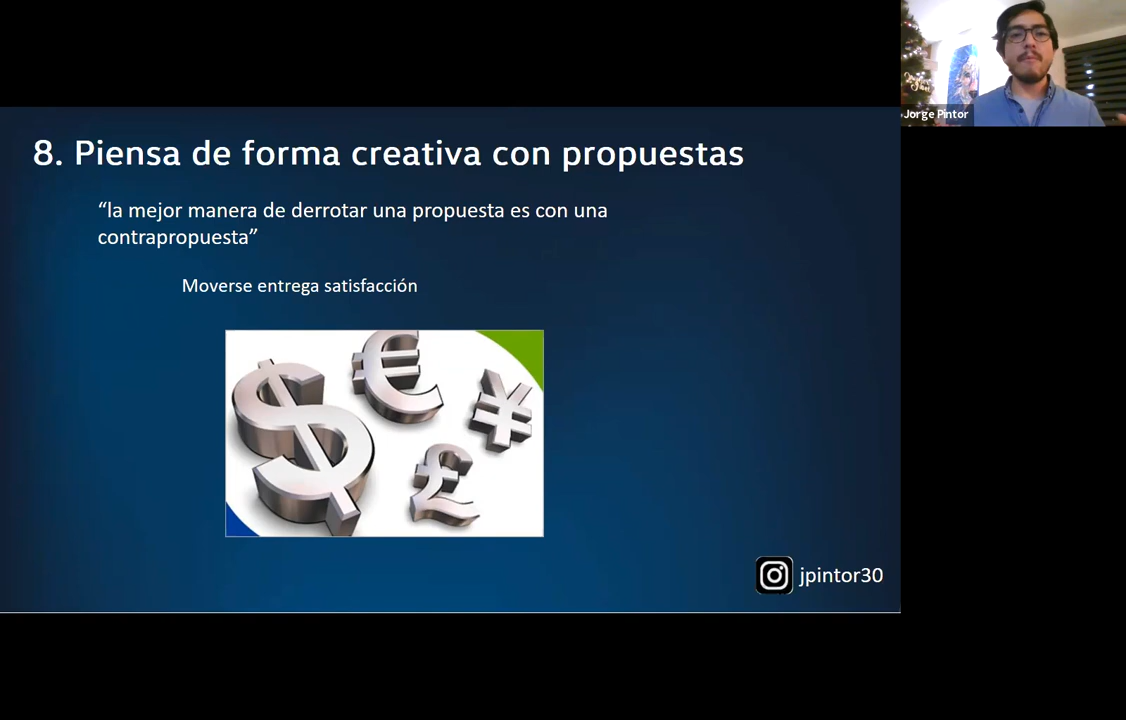 Jorge Pintor
8. Piensa de forma creativa con propuestas
“la mejor manera de derrotar una propuesta es con una
contrapropuesta”
Moverse entrega satisfacción
$ € ¥ £
jpintor30